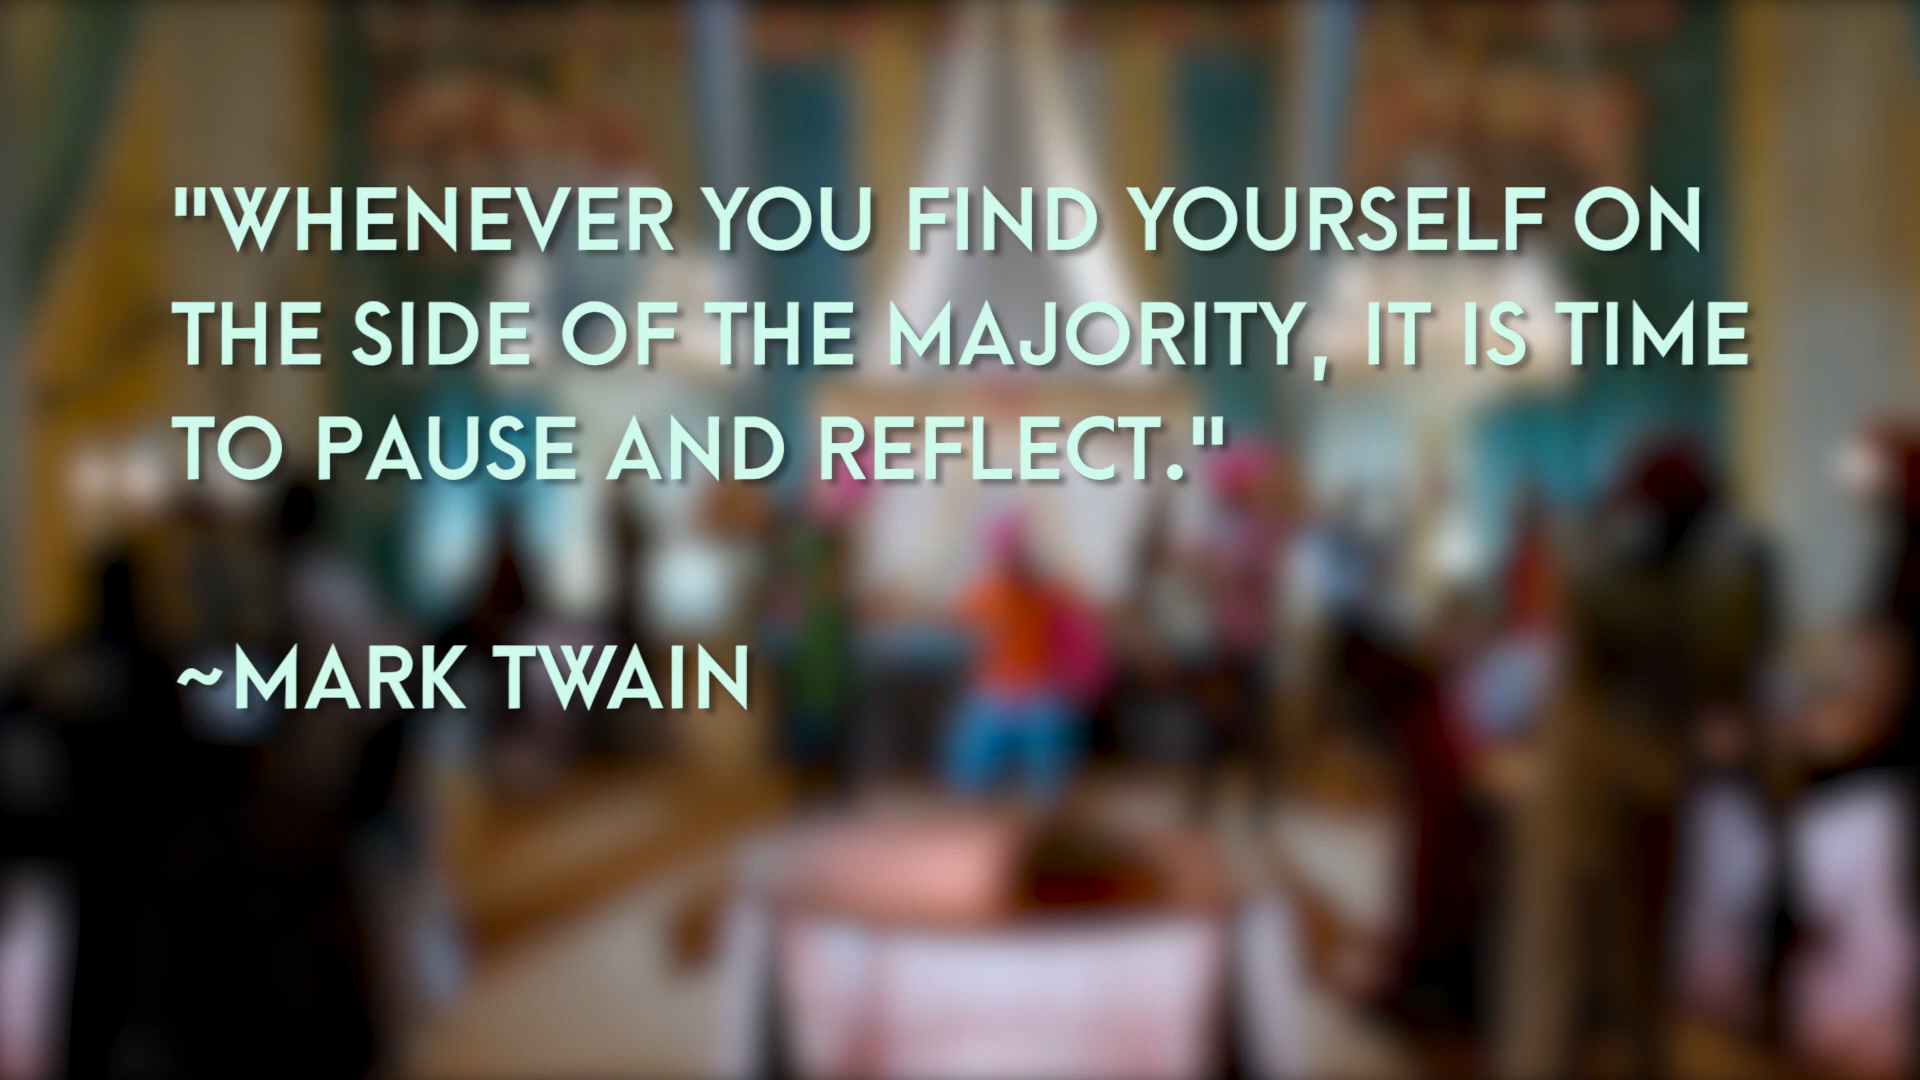 "WHENEVER YOU FIND YOURSELF ON
THE SIDE OF THE MAJORITY, IT IS TIME
TO PAUSE AND REFLECT."
~MARK TWAIN